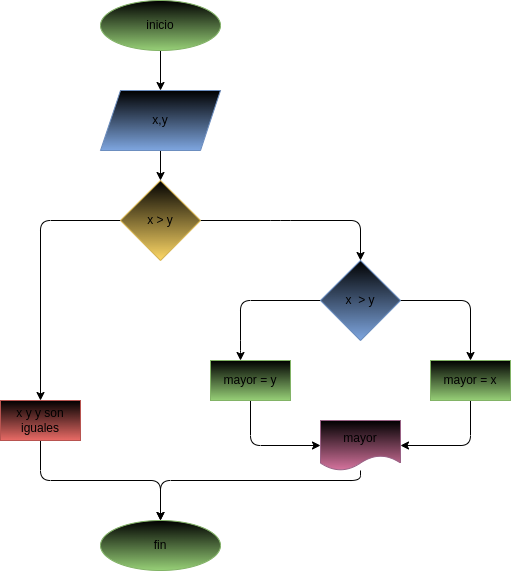 inicio
x,y
x > y
x > y
mayor = y
mayor = x
x y y son
iguales
mayor
fin